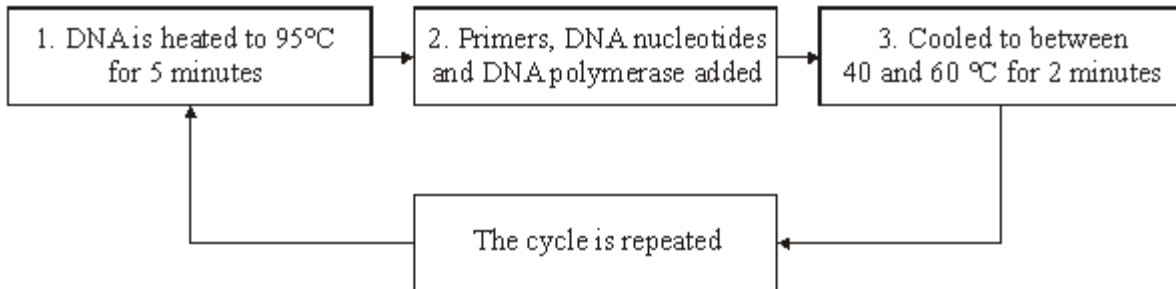 1. DNA is heated to 95°C
for 5 minutes
2. Primers, DNA nucleotides
and DNA polymerase added
3. Cooled to between
40 and 60 °C for 2 minutes
The cycle is repeated